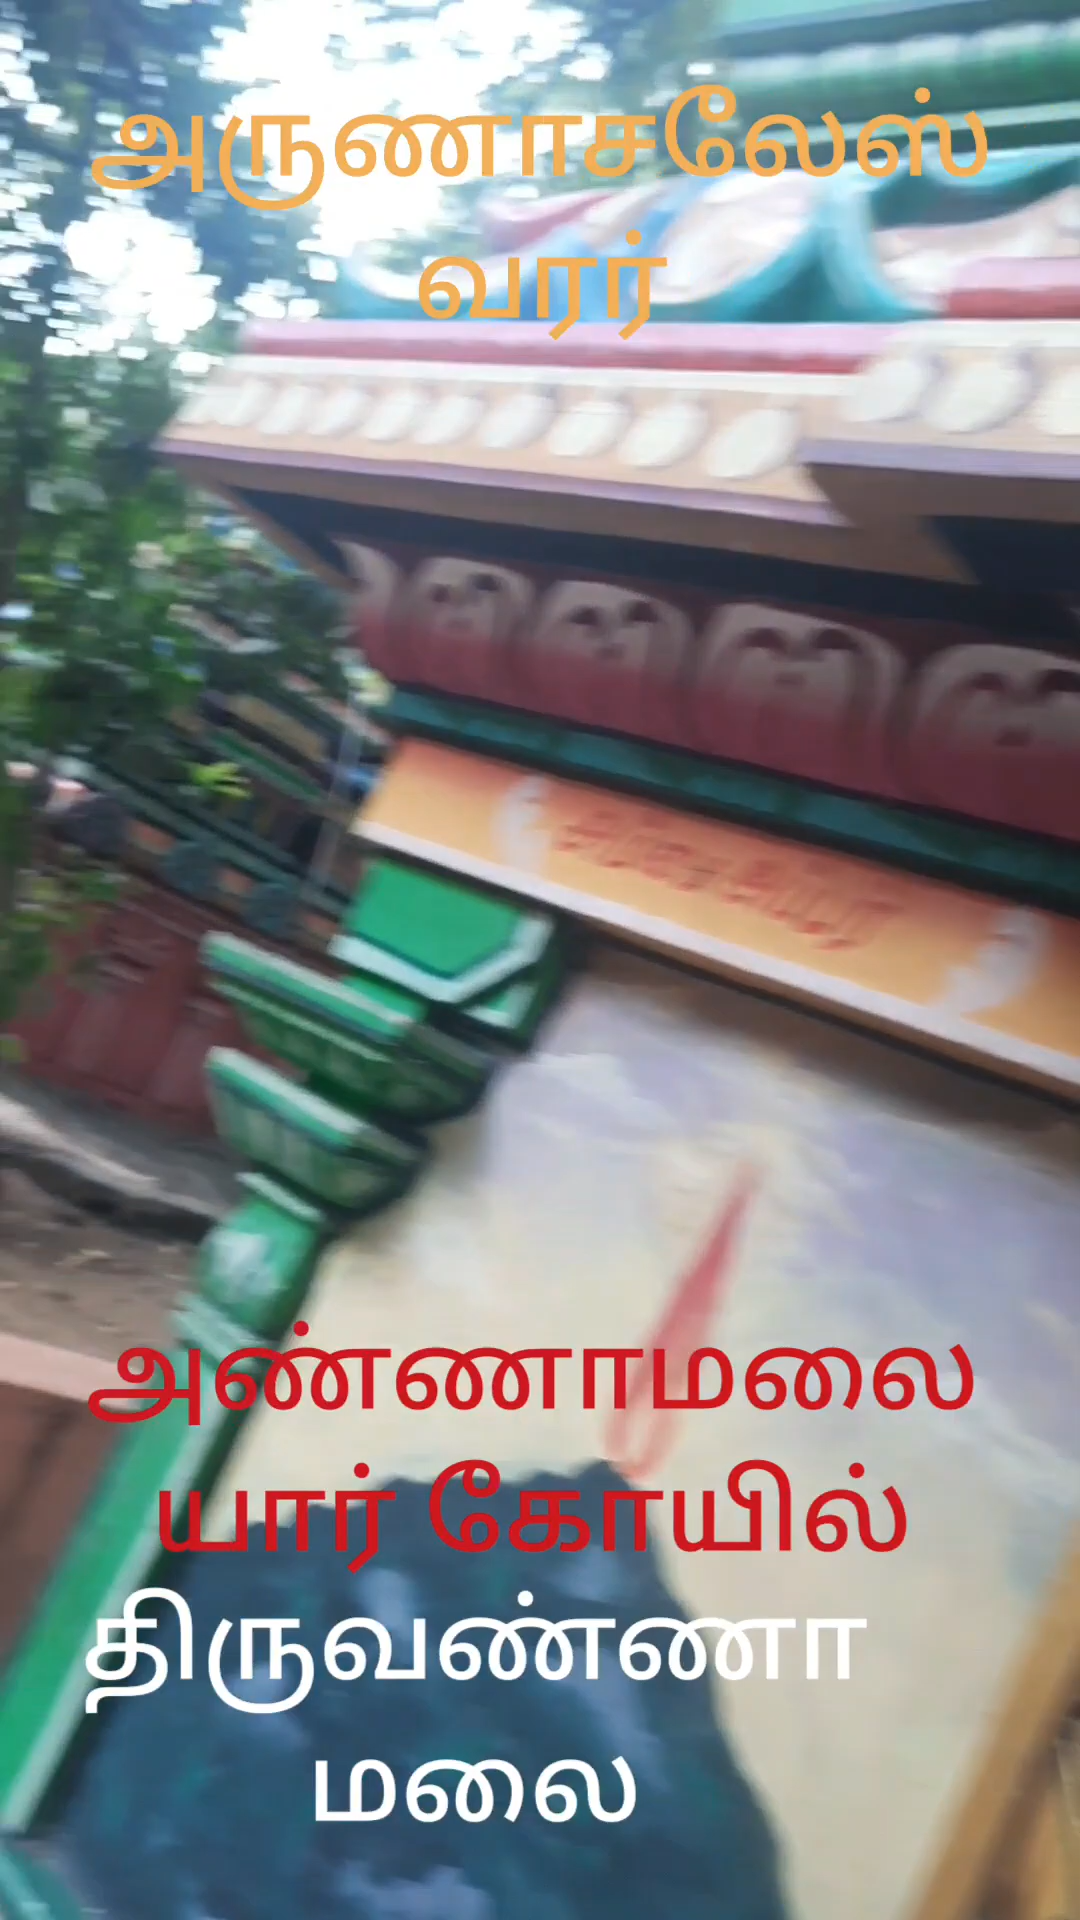 அருணாசலேஸ்
வரர்
அண்ணாமலை
யார் கோயில்
திருவண்ணா
மலை